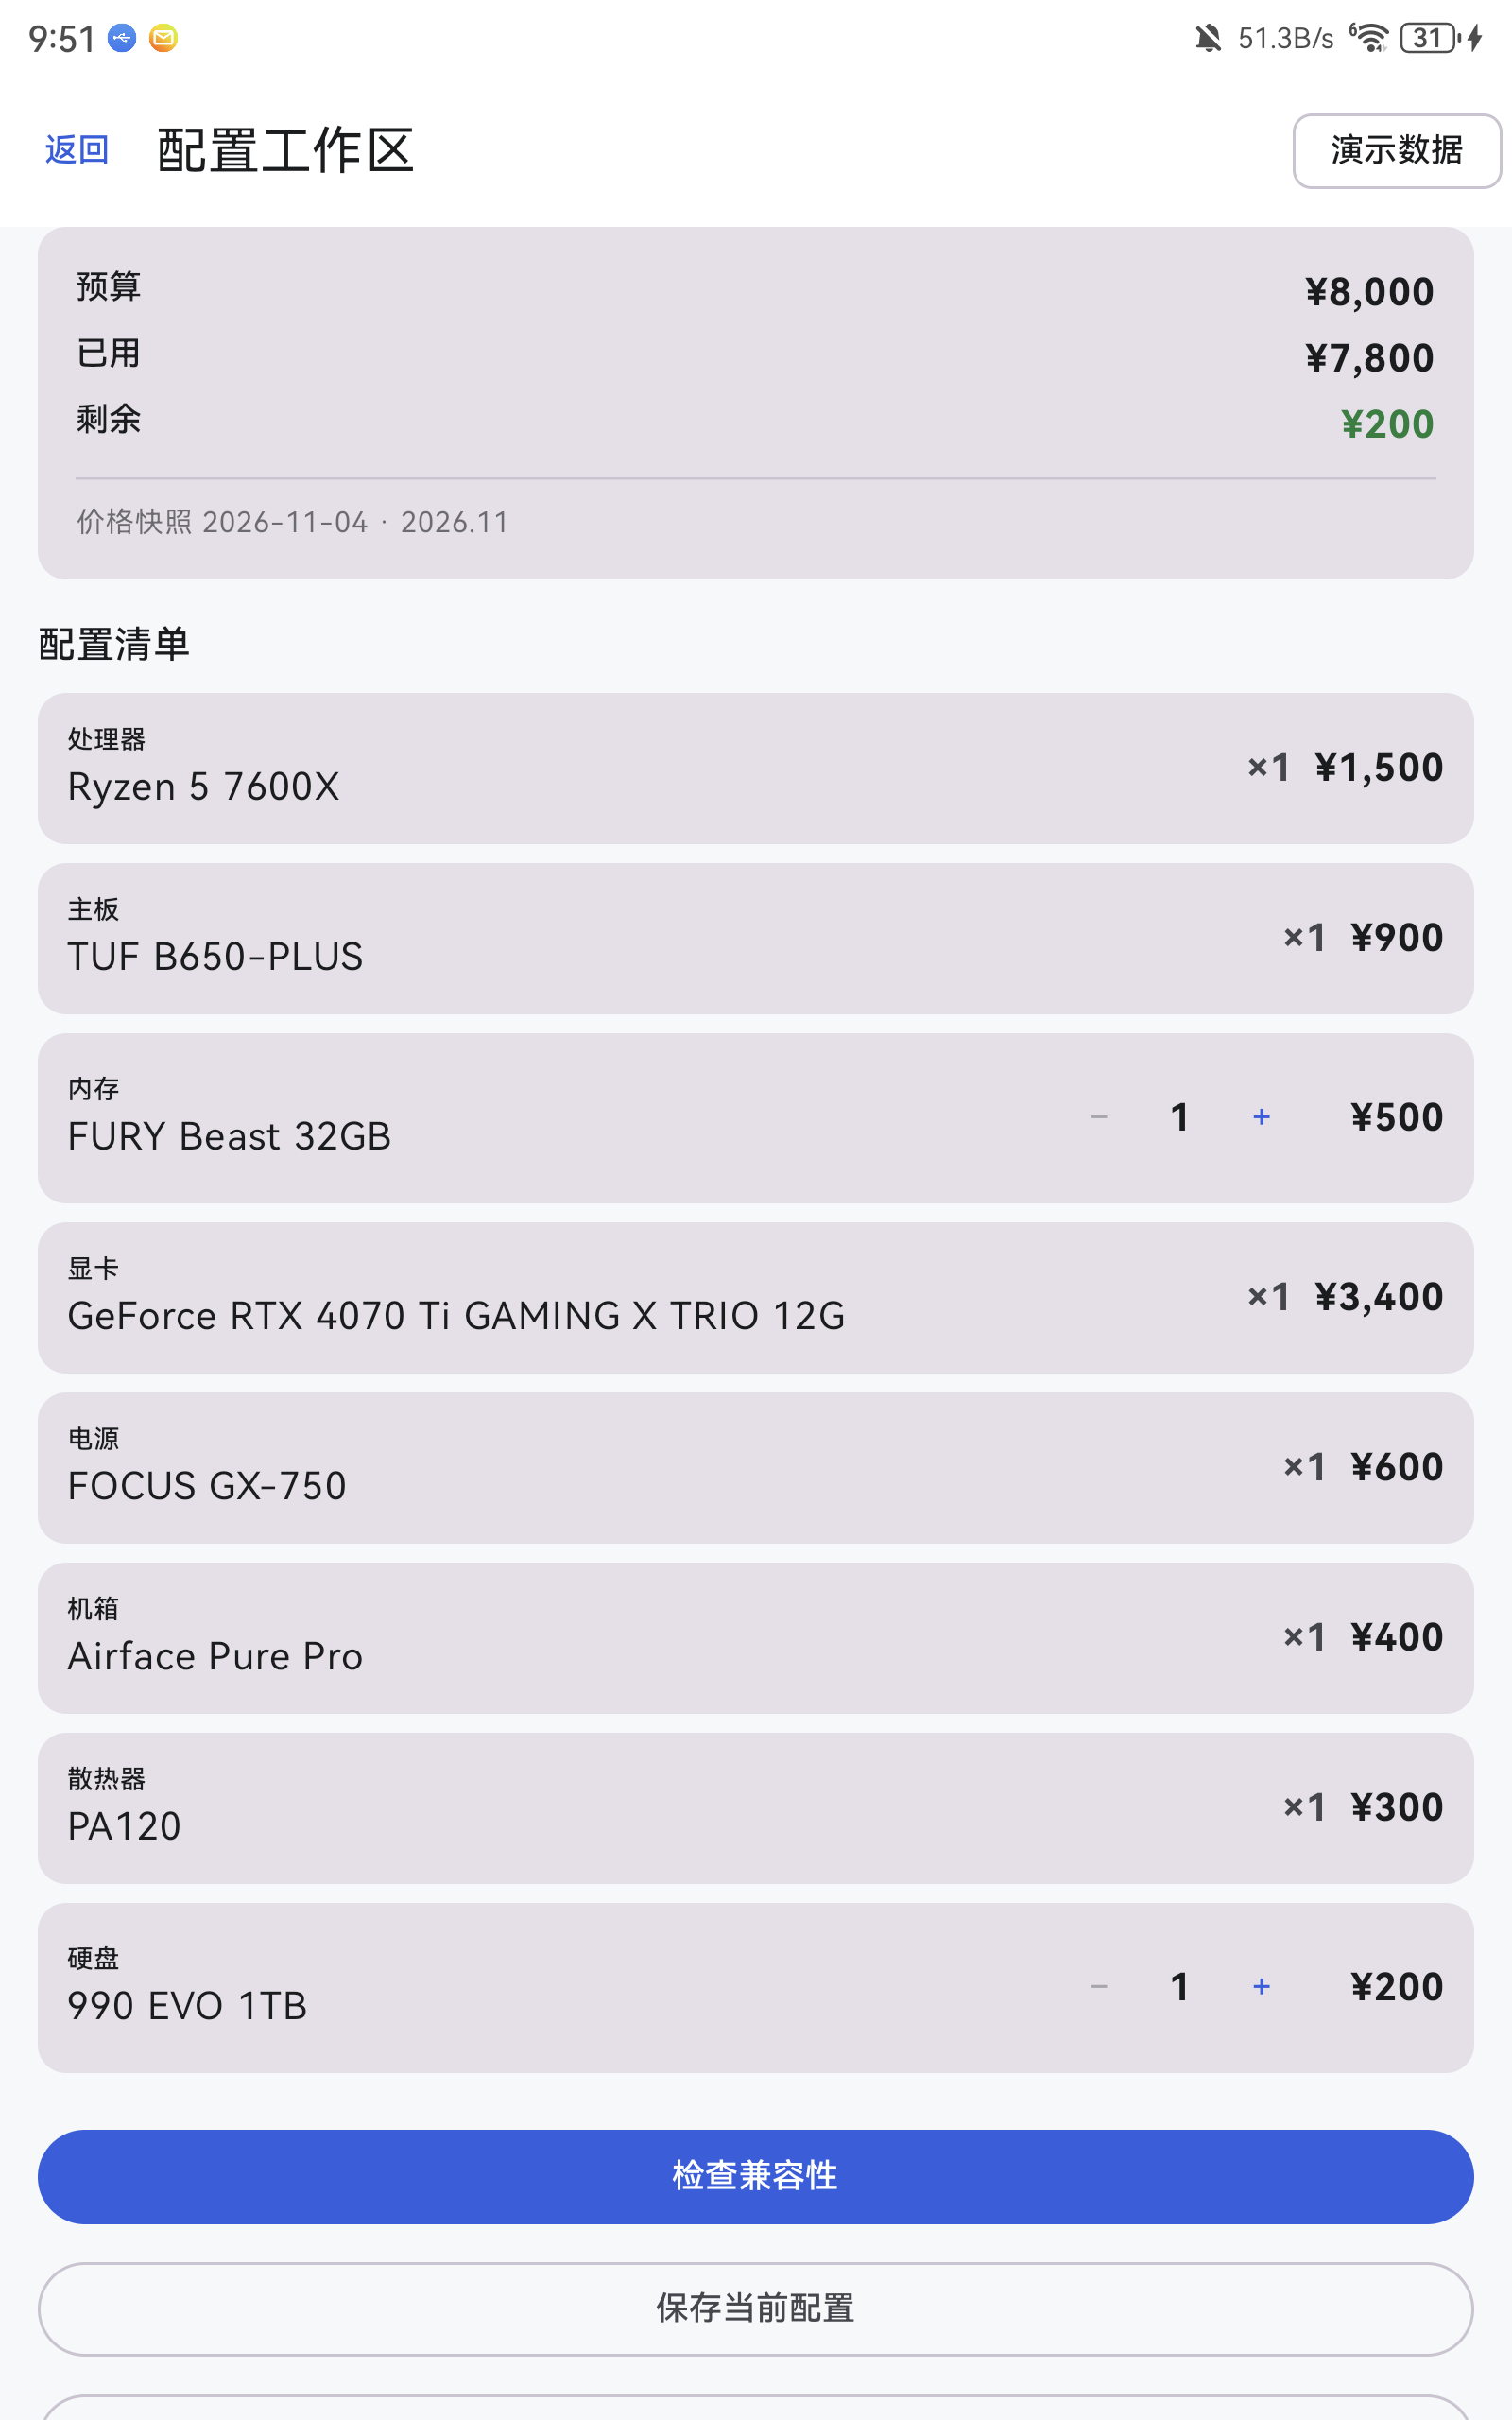 9:51
51.3B/s 6 31
返回 配置工作区 演示数据
预算 ¥8,000
已用 ¥7,800
剩余 ¥200
价格快照 2026-11-04 · 2026.11
配置清单
处理器
Ryzen 5 7600X ×1 ¥1,500
主板
TUF B650-PLUS ×1 ¥900
内存
FURY Beast 32GB − 1 + ¥500
显卡
GeForce RTX 4070 Ti GAMING X TRIO 12G ×1 ¥3,400
电源
FOCUS GX-750 ×1 ¥600
机箱
Airface Pure Pro ×1 ¥400
散热器
PA120 ×1 ¥300
硬盘
990 EVO 1TB − 1 + ¥200
检查兼容性
保存当前配置